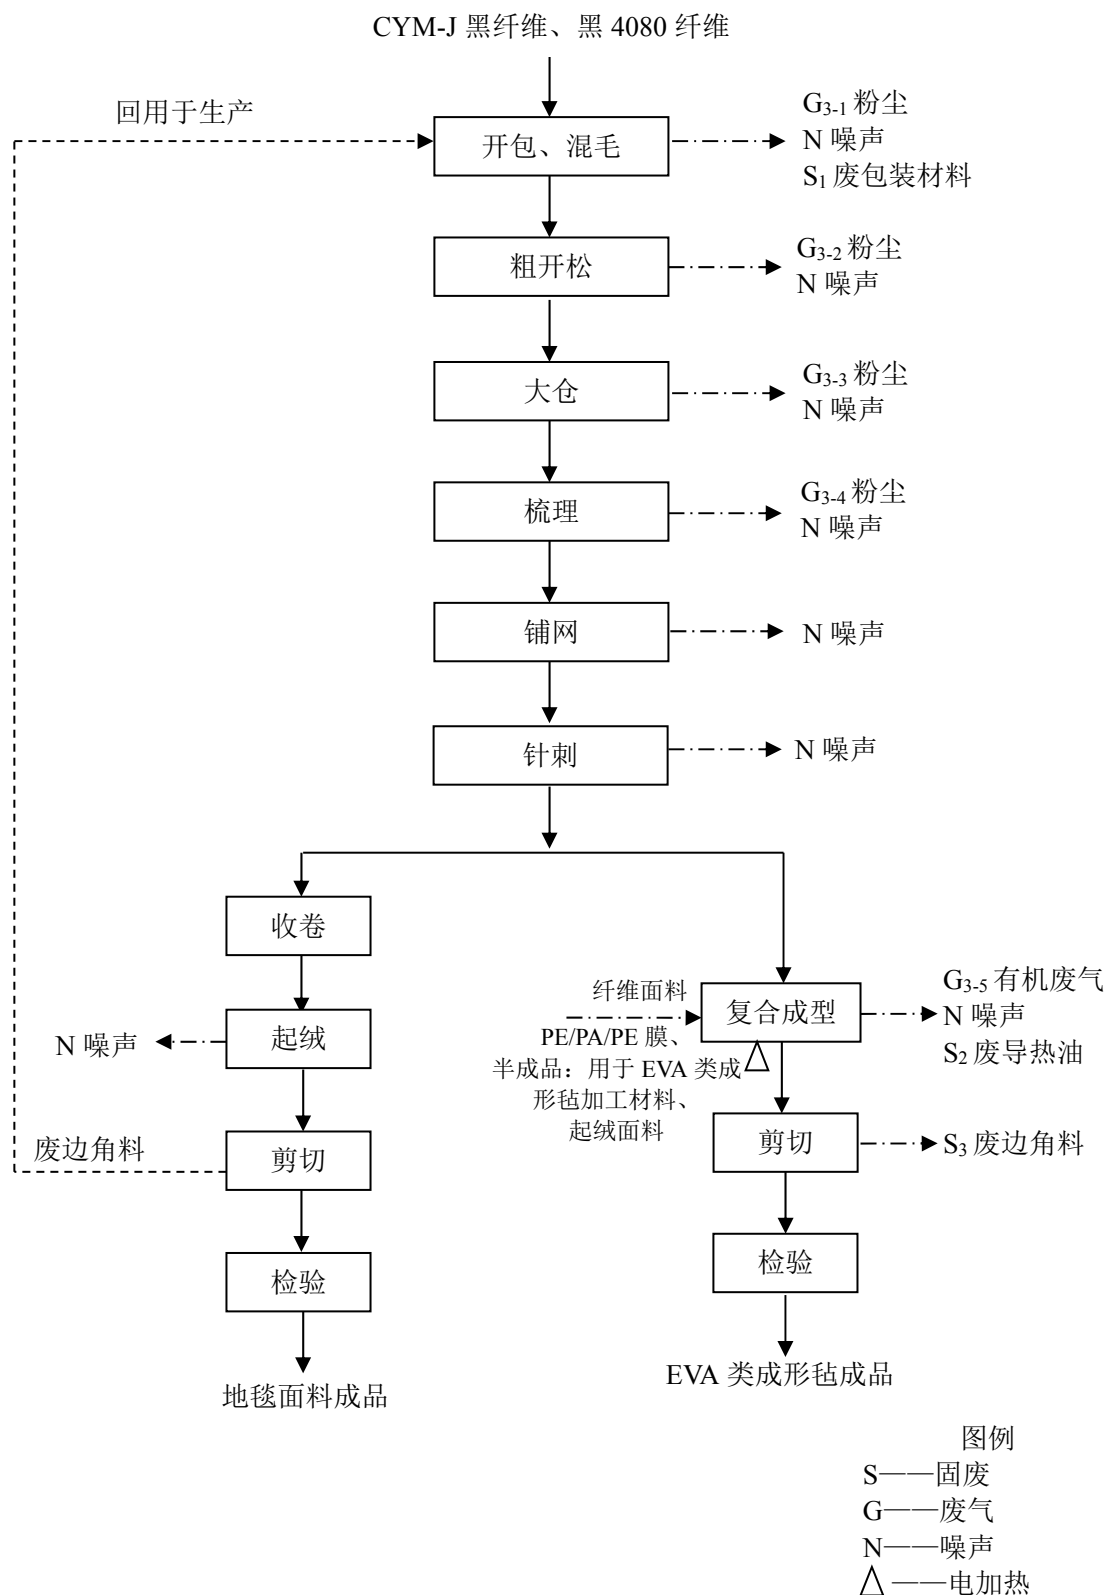 CYM-J 黑纤维、黑 4080 纤维
回用于生产
开包、混毛
G3-1 粉尘
N 噪声
S1 废包装材料
粗开松
G3-2 粉尘
N 噪声
大仓
G3-3 粉尘
N 噪声
梳理
G3-4 粉尘
N 噪声
铺网
N 噪声
针刺
N 噪声
收卷
起绒
N 噪声
废边角料
剪切
检验
地毯面料成品
纤维面料
PE/PA/PE 膜、
半成品：用于 EVA 类成
形毡加工材料、
起绒面料
复合成型
G3-5 有机废气
N 噪声
S2 废导热油
剪切
S3 废边角料
检验
EVA 类成形毡成品
图例
S——固废
G——废气
N——噪声
△ ——电加热